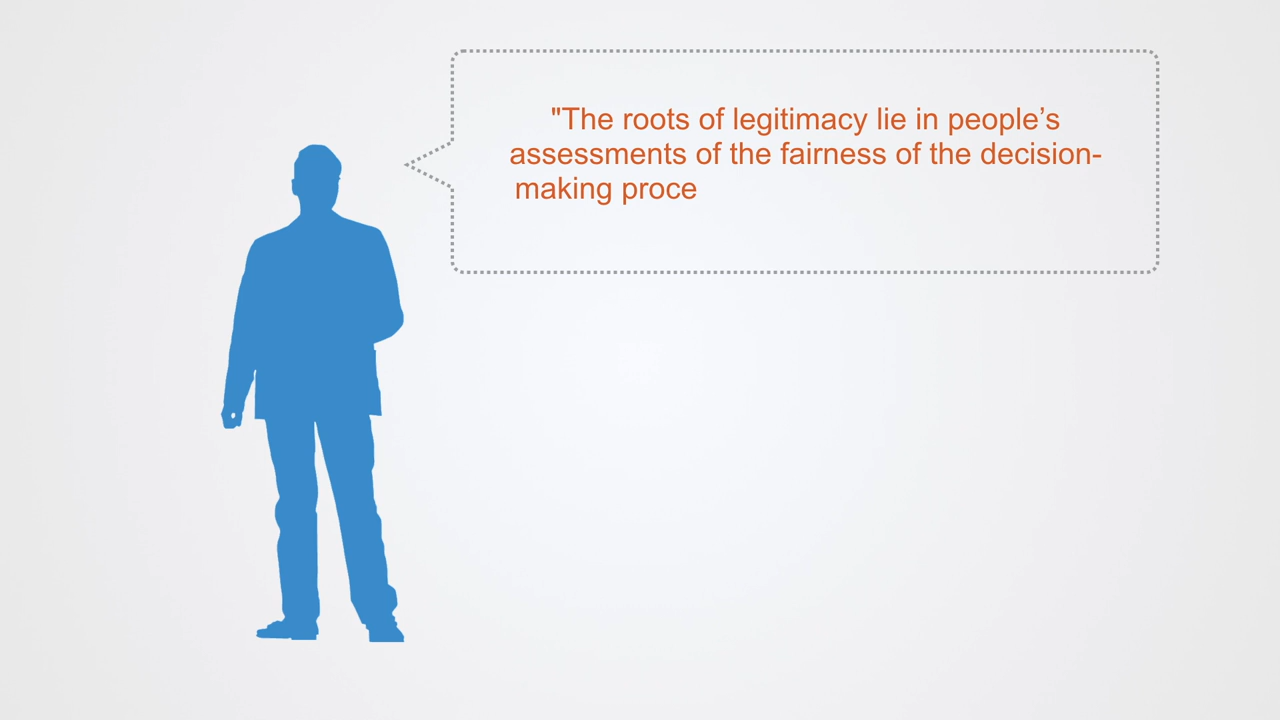 "The roots of legitimacy lie in people’s
assessments of the fairness of the decision-
making proce